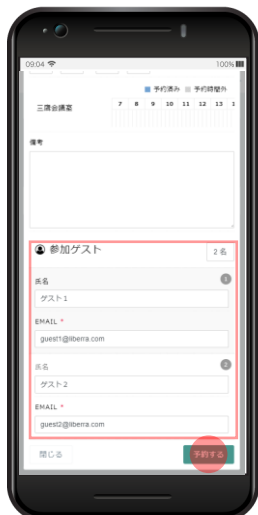 09:04 100%
予約済み 予約時間外
三席会議室 7 8 9 10 11 12 13 1
備考
参加ゲスト 2 名
氏名 1
ゲスト1
EMAIL *
guest1@liberra.com
氏名 2
ゲスト2
EMAIL *
guest2@liberra.com
閉じる 予約する